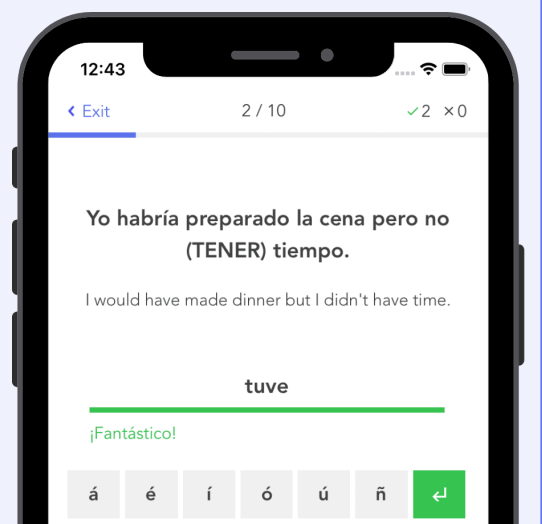 12:43
Exit 2 / 10 ✓2 ×0
Yo habría preparado la cena pero no
(TENER) tiempo.
I would have made dinner but I didn't have time.
tuve
¡Fantástico!
á é í ó ú ñ